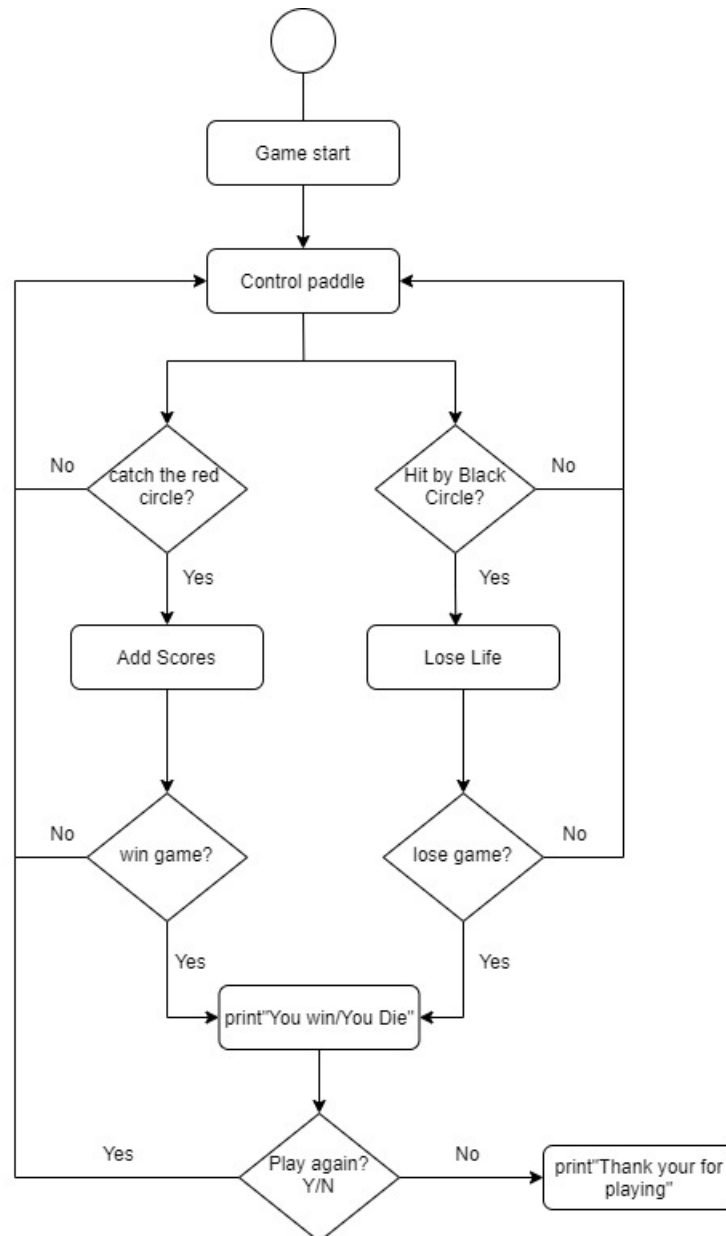 Game start
Control paddle
No
catch the red
circle?
Hit by Black
Circle?
No
Yes
Yes
Add Scores
Lose Life
No
win game?
lose game?
No
Yes
Yes
print"You win/You Die"
Yes
Play again?
Y/N
No
print"Thank your for
playing"